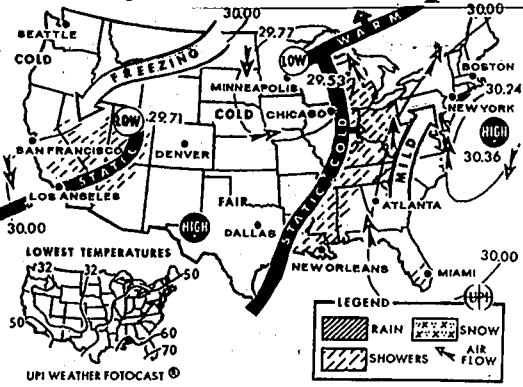 30.00
30.00
SEATTLE
29.77
WARM
COLD
FREEZING
LOW
BOSTON
29.53
MINNEAPOLIS
30.24
NEW YORK
LOW
29.71
COLD
CHICAGO
HIGH
SAN FRANCISCO
STATIC
DENVER
COLD
MILD
30.36
LOS ANGELES
FAIR
STATIC
ATLANTA
30.00
HIGH
DALLAS
LOWEST TEMPERATURES
NEW ORLEANS
30.00
32
32
50
MIAMI
UPI
LEGEND
50
RAIN
SNOW
60
SHOWERS
AIR
FLOW
70
UPI WEATHER FOTOCAST ®